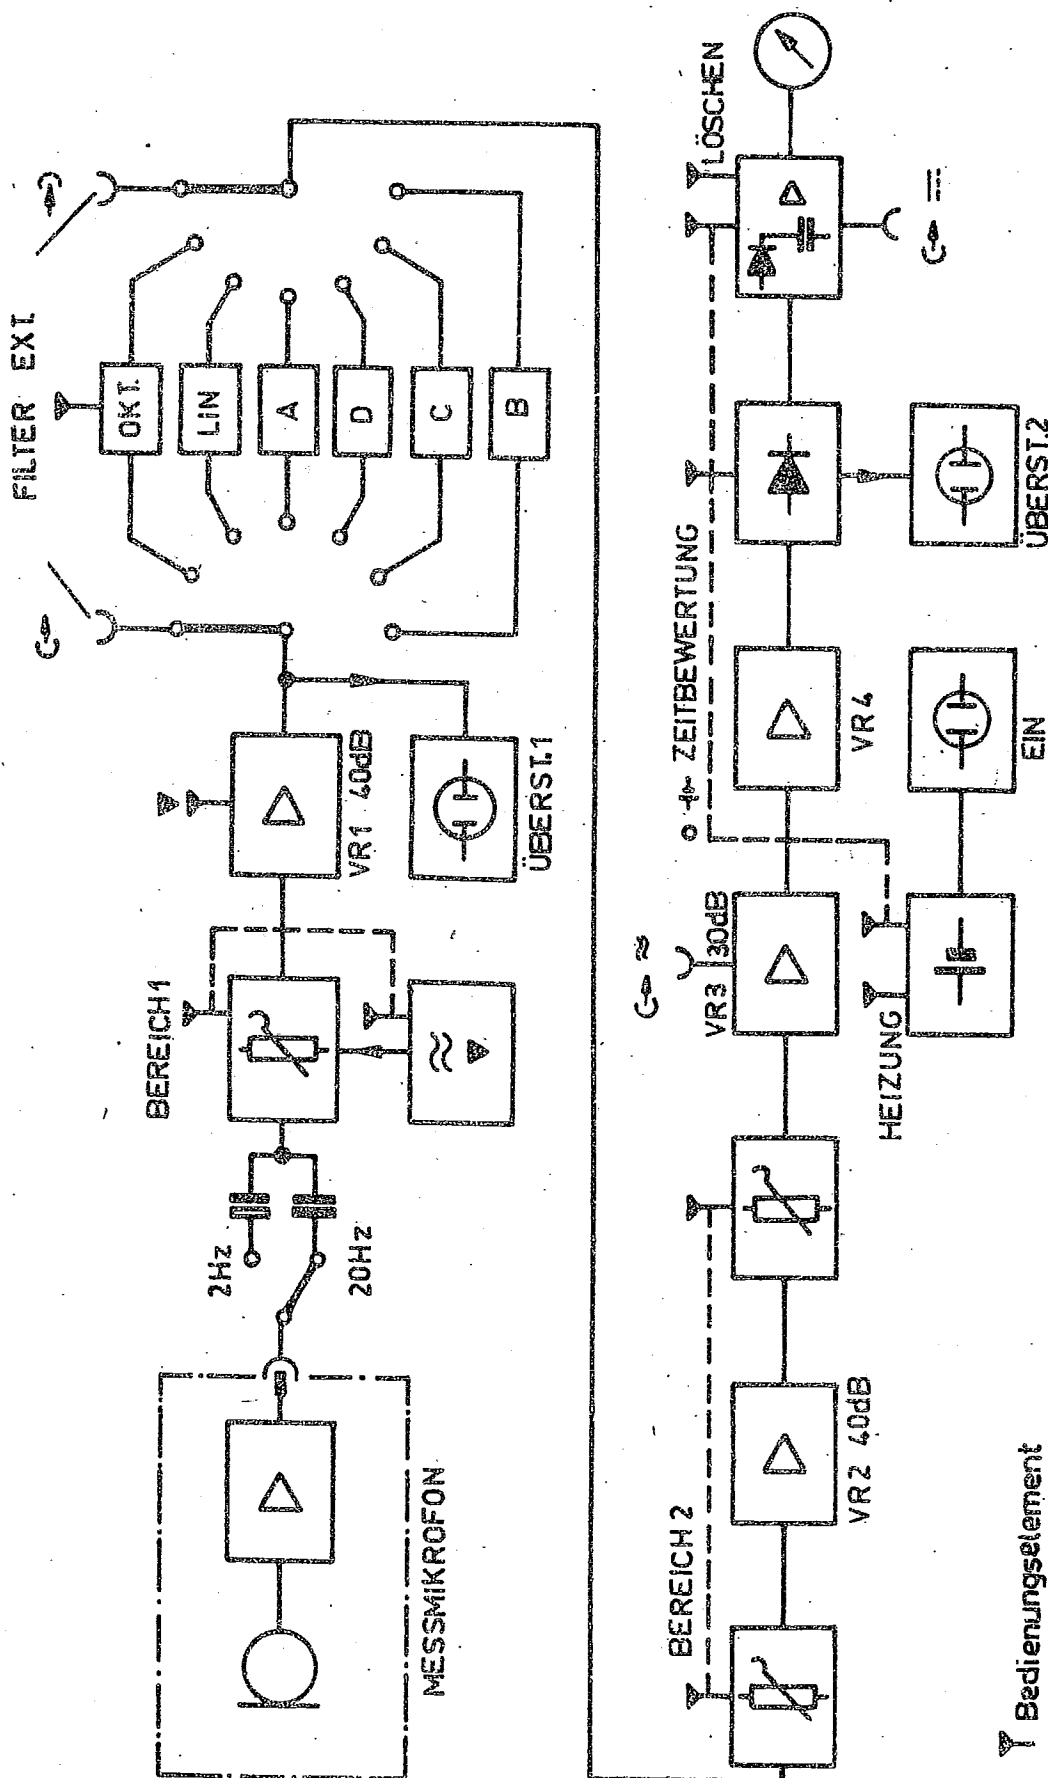 MESSMIKROFON
2Hz
20Hz
BEREICH 1
VR1 40dB
ÜBERST.1
FILTER EXT.
OKT.
LIN
A
D
C
B
BEREICH 2
VR2 40dB
VR3 30dB
HEIZUNG
ZEITBEWERTUNG
VR4
EIN
ÜBERST.2
LÖSCHEN
Bedienungselement